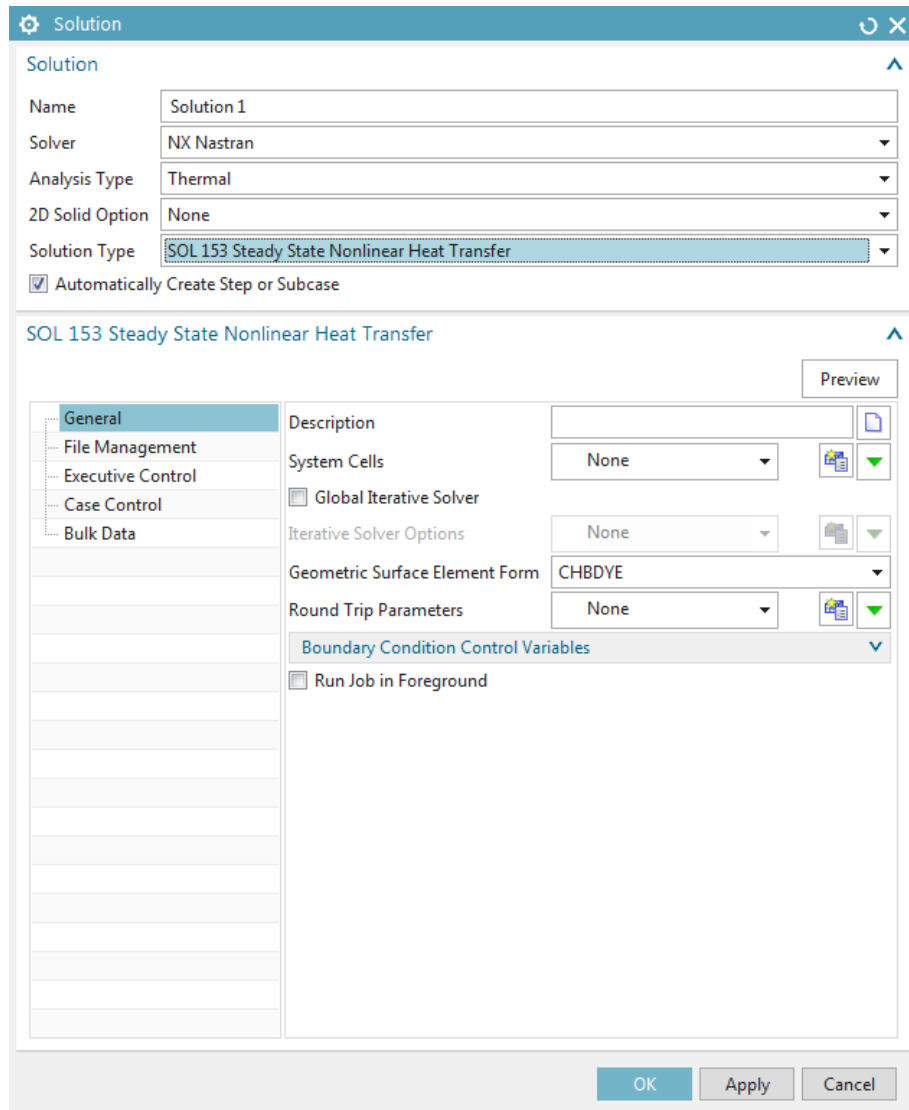 Solution
Solution
Name Solution 1
Solver NX Nastran
Analysis Type Thermal
2D Solid Option None
Solution Type SOL 153 Steady State Nonlinear Heat Transfer
Automatically Create Step or Subcase
SOL 153 Steady State Nonlinear Heat Transfer
Preview
General
File Management
Executive Control
Case Control
Bulk Data
Description
System Cells None
Global Iterative Solver
Iterative Solver Options None
Geometric Surface Element Form CHBDYE
Round Trip Parameters None
Boundary Condition Control Variables
Run Job in Foreground
OK Apply Cancel